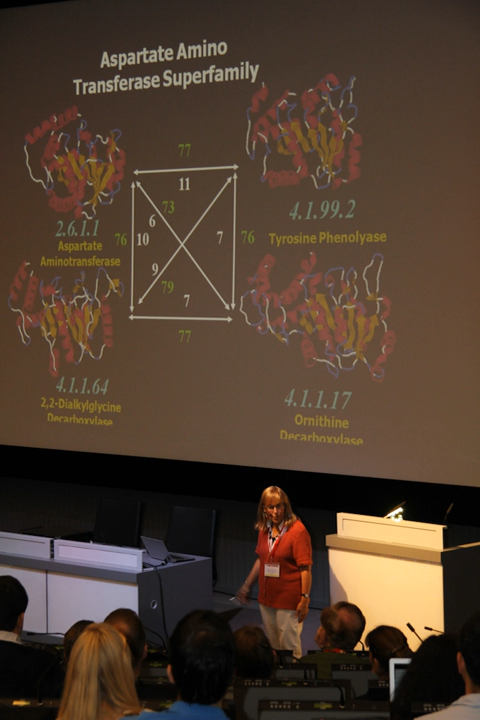 Aspartate Amino
Transferase Superfamily
77
11
73
6
76
10
7
76
9
79
7
77
2.6.1.1
Aspartate
Aminotransferase
4.1.99.2
Tyrosine Phenolyase
4.1.1.64
2,2-Dialkylglycine
Decarboxylase
4.1.1.17
Ornithine
Decarboxylase